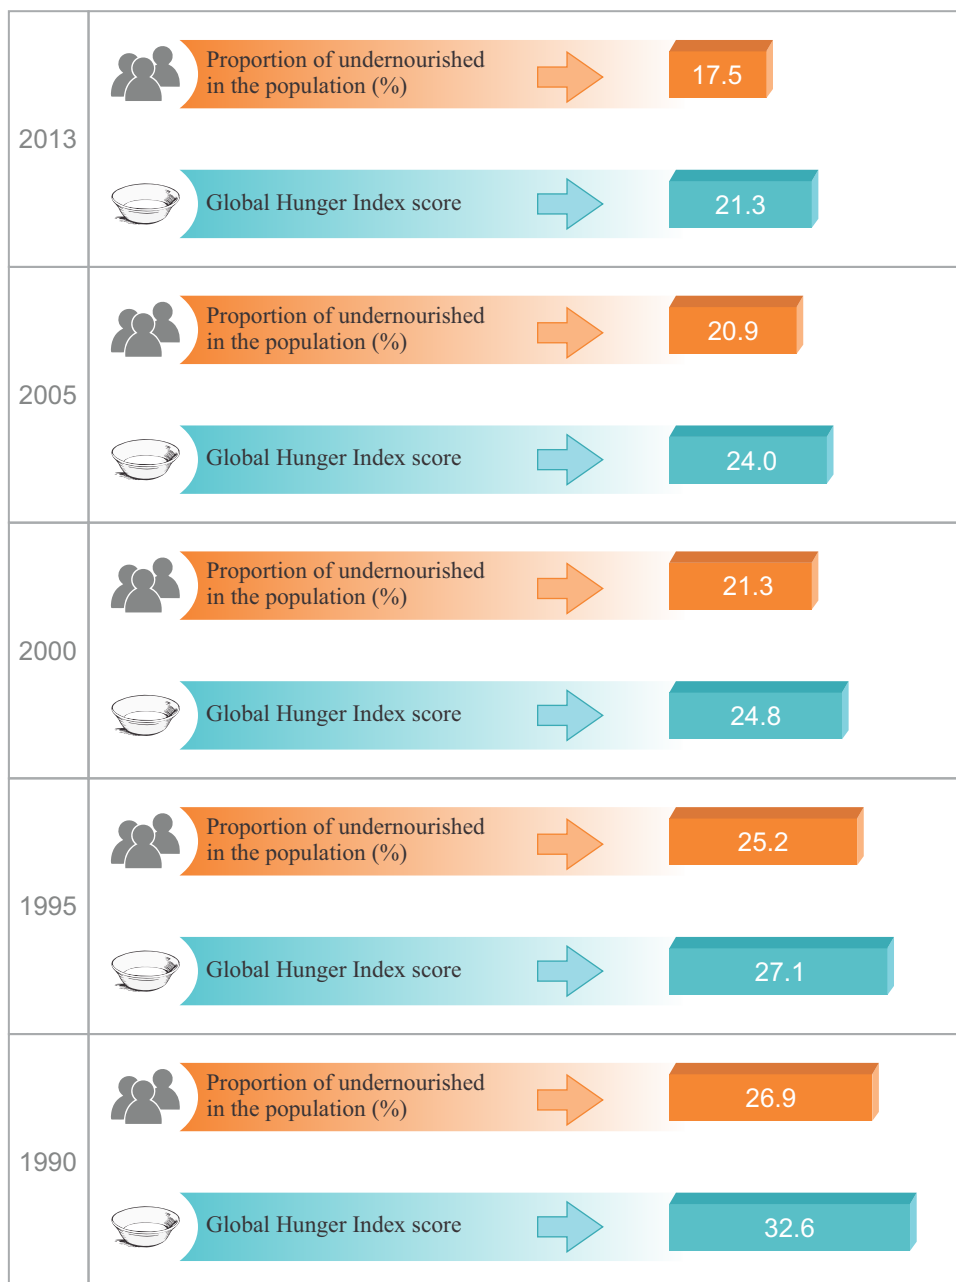 2013
Proportion of undernourished
in the population (%)
17.5
Global Hunger Index score
21.3
2005
Proportion of undernourished
in the population (%)
20.9
Global Hunger Index score
24.0
2000
Proportion of undernourished
in the population (%)
21.3
Global Hunger Index score
24.8
1995
Proportion of undernourished
in the population (%)
25.2
Global Hunger Index score
27.1
1990
Proportion of undernourished
in the population (%)
26.9
Global Hunger Index score
32.6